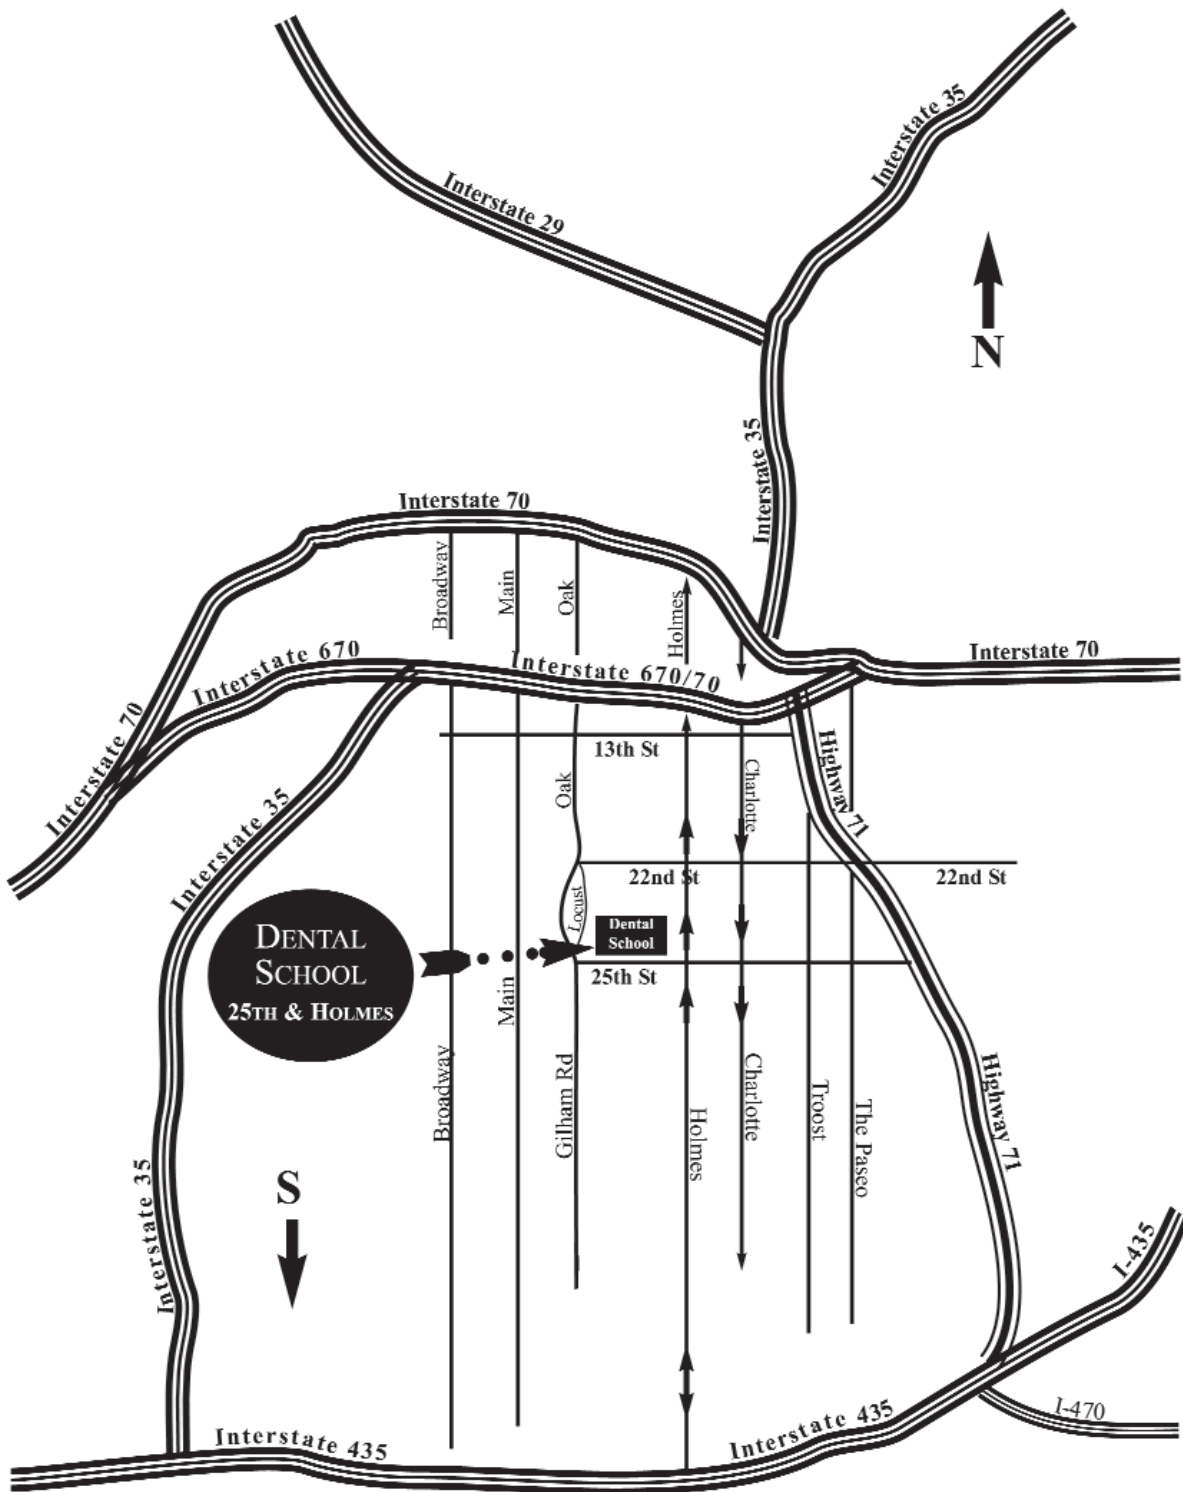 Interstate 35
Interstate 29
N
Interstate 35
Interstate 70
Broadway
Main
Oak
Holmes
Interstate 670
Interstate 670/70
Interstate 70
Interstate 70
13th St
Interstate 35
Oak
Charlotte
Highway 71
22nd St
22nd St
Locust
Dental
School
DENTAL
SCHOOL
25TH & HOLMES
25th St
Main
Broadway
Gilham Rd
Holmes
Charlotte
Troost
The Paseo
Highway 71
S
Interstate 35
I-435
I-470
Interstate 435
Interstate 435